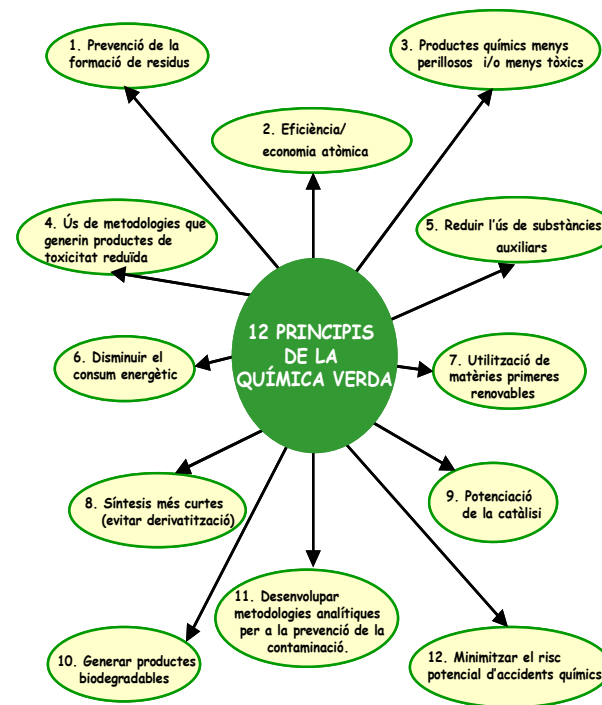 1. Prevenció de la
formació de residus
3. Productes químics menys
perillosos i/o menys tòxics
2. Eficiència/
economia atòmica
4. Ús de metodologies que
generin productes de
toxicitat reduïda
5. Reduir l'ús de substàncies
auxiliars
12 PRINCIPIS
DE LA
QUÍMICA VERDA
6. Disminuir el
consum energètic
7. Utilització de
matèries primeres
renovables
8. Síntesis més curtes
(evitar derivatització)
9. Potenciació
de la catàlisi
11. Desenvolupar
metodologies analítiques
per a la prevenció de la
contaminació.
10. Generar productes
biodegradables
12. Minimitzar el risc
potencial d'accidents químics